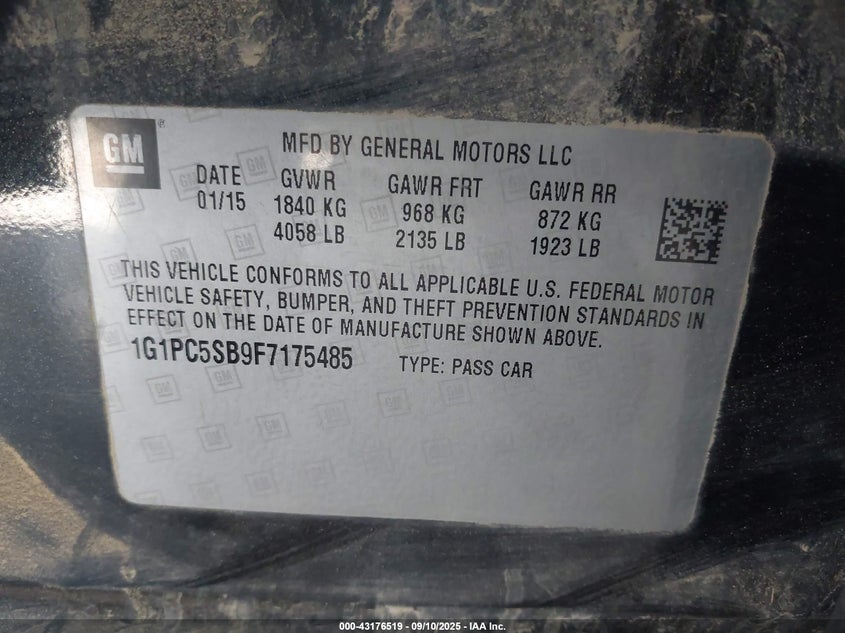 GM
MFD BY GENERAL MOTORS LLC
DATE GVWR GAWR FRT GAWR RR
01/15 1840 KG 968 KG 872 KG
4058 LB 2135 LB 1923 LB
THIS VEHICLE CONFORMS TO ALL APPLICABLE U.S. FEDERAL MOTOR
VEHICLE SAFETY, BUMPER, AND THEFT PREVENTION STANDARDS IN
EFFECT ON THE DATE OF MANUFACTURE SHOWN ABOVE.
1G1PC5SB9F7175485 TYPE: PASS CAR
000-43176519 - 09/10/2025 - IAA Inc.